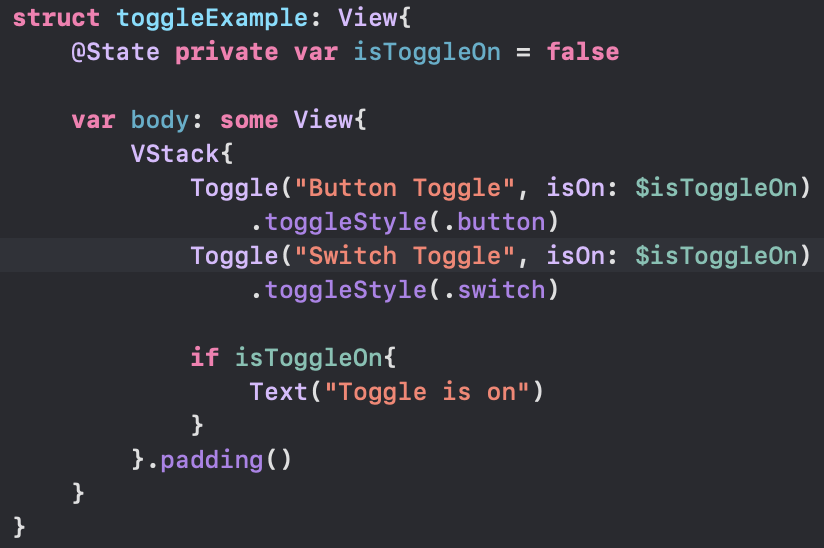 struct toggleExample: View{
    @State private var isToggleOn = false

    var body: some View{
        VStack{
            Toggle("Button Toggle", isOn: $isToggleOn)
                .toggleStyle(.button)
            Toggle("Switch Toggle", isOn: $isToggleOn)
                .toggleStyle(.switch)

            if isToggleOn{
                Text("Toggle is on")
            }
        }.padding()
    }
}